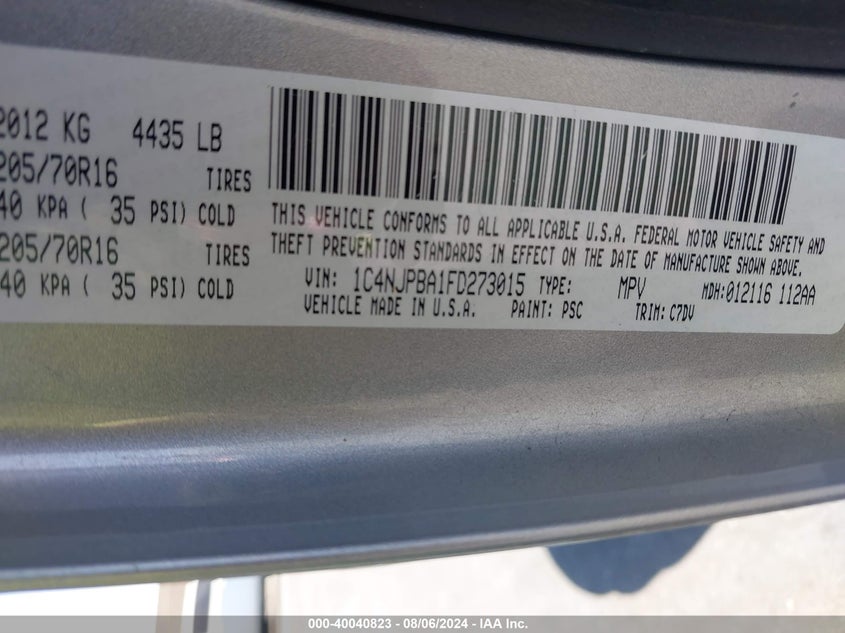 2012 KG 4435 LB
205/70R16 TIRES
40 KPA ( 35 PSI) COLD
205/70R16 TIRES
40 KPA ( 35 PSI) COLD
THIS VEHICLE CONFORMS TO ALL APPLICABLE U.S.A. FEDERAL MOTOR VEHICLE SAFETY AND
THEFT PREVENTION STANDARDS IN EFFECT ON THE DATE OF MANUFACTURE SHOWN ABOVE.
VIN: 1C4NJPBA1FD273015 TYPE: MPV MDH:012116 112AA
VEHICLE MADE IN U.S.A. PAINT: PSC TRIM: C7DV
000-40040823 - 08/06/2024 - IAA Inc.